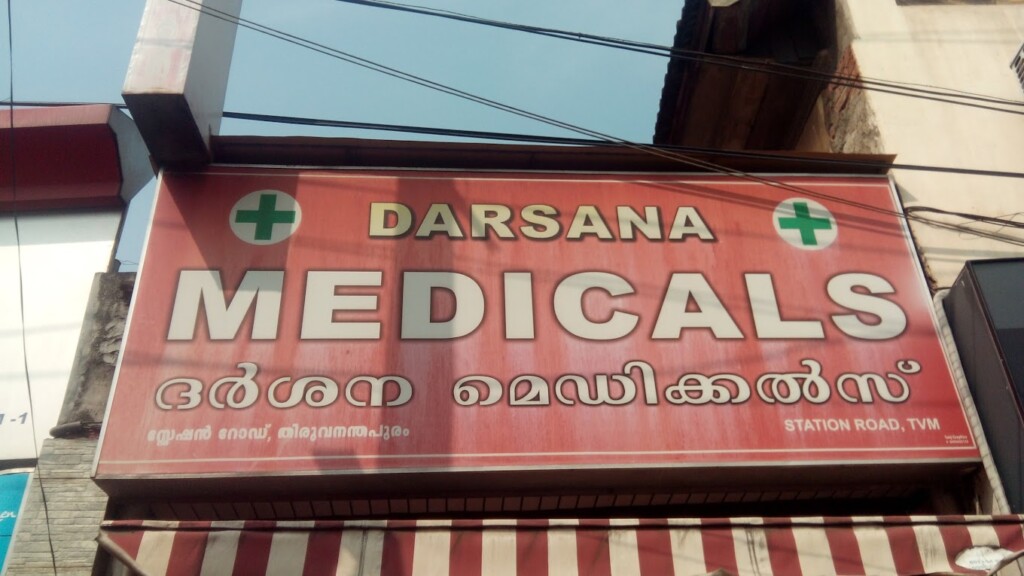 DARSANA
MEDICALS
ദർശന മെഡിക്കൽസ്
സ്റ്റേഷൻ റോഡ്, തിരുവനന്തപുരം
STATION ROAD, TVM